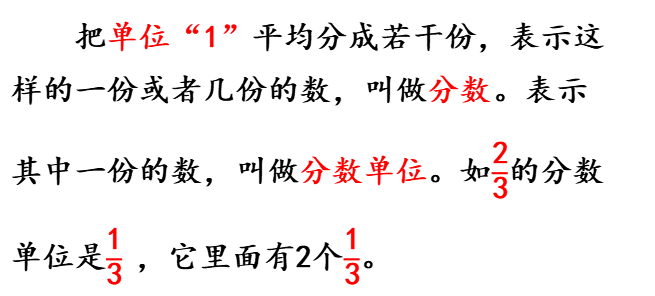 把单位“1”平均分成若干份，表示这
样的一份或者几份的数，叫做分数。表示
其中一份的数，叫做分数单位。如2/3的分数
单位是1/3，它里面有2个1/3。